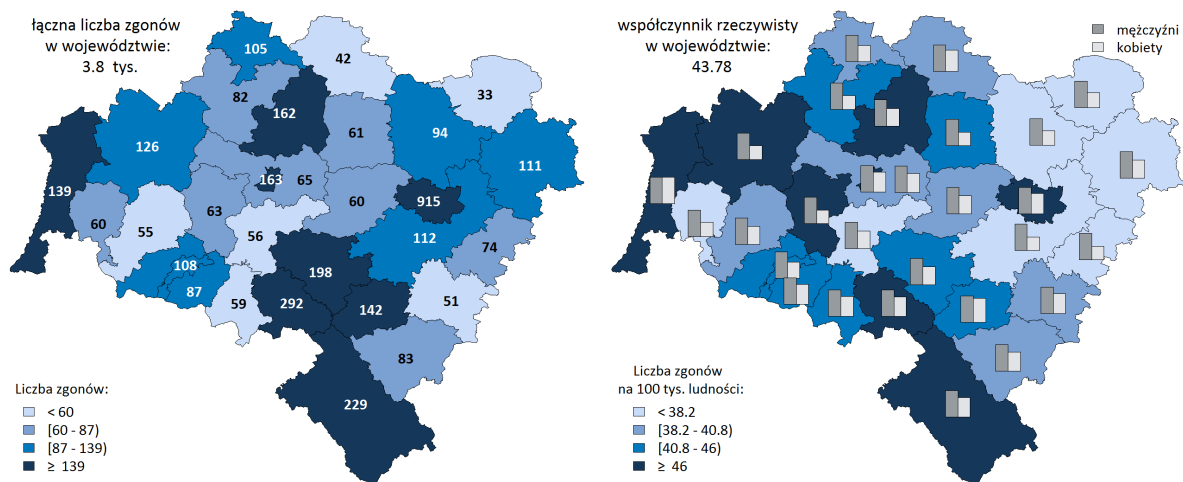 łączna liczba zgonów
w województwie:
3.8 tys.
105
42
33
82
162
61
94
126
111
139
163
65
60
63
60
915
55
56
112
74
108
198
87
59
292
142
51
83
229
Liczba zgonów:
< 60
[60 - 87)
[87 - 139)
≥ 139
współczynnik rzeczywisty
w województwie:
43.78
mężczyźni
kobiety
Liczba zgonów
na 100 tys. ludności:
< 38.2
[38.2 - 40.8)
[40.8 - 46)
≥ 46